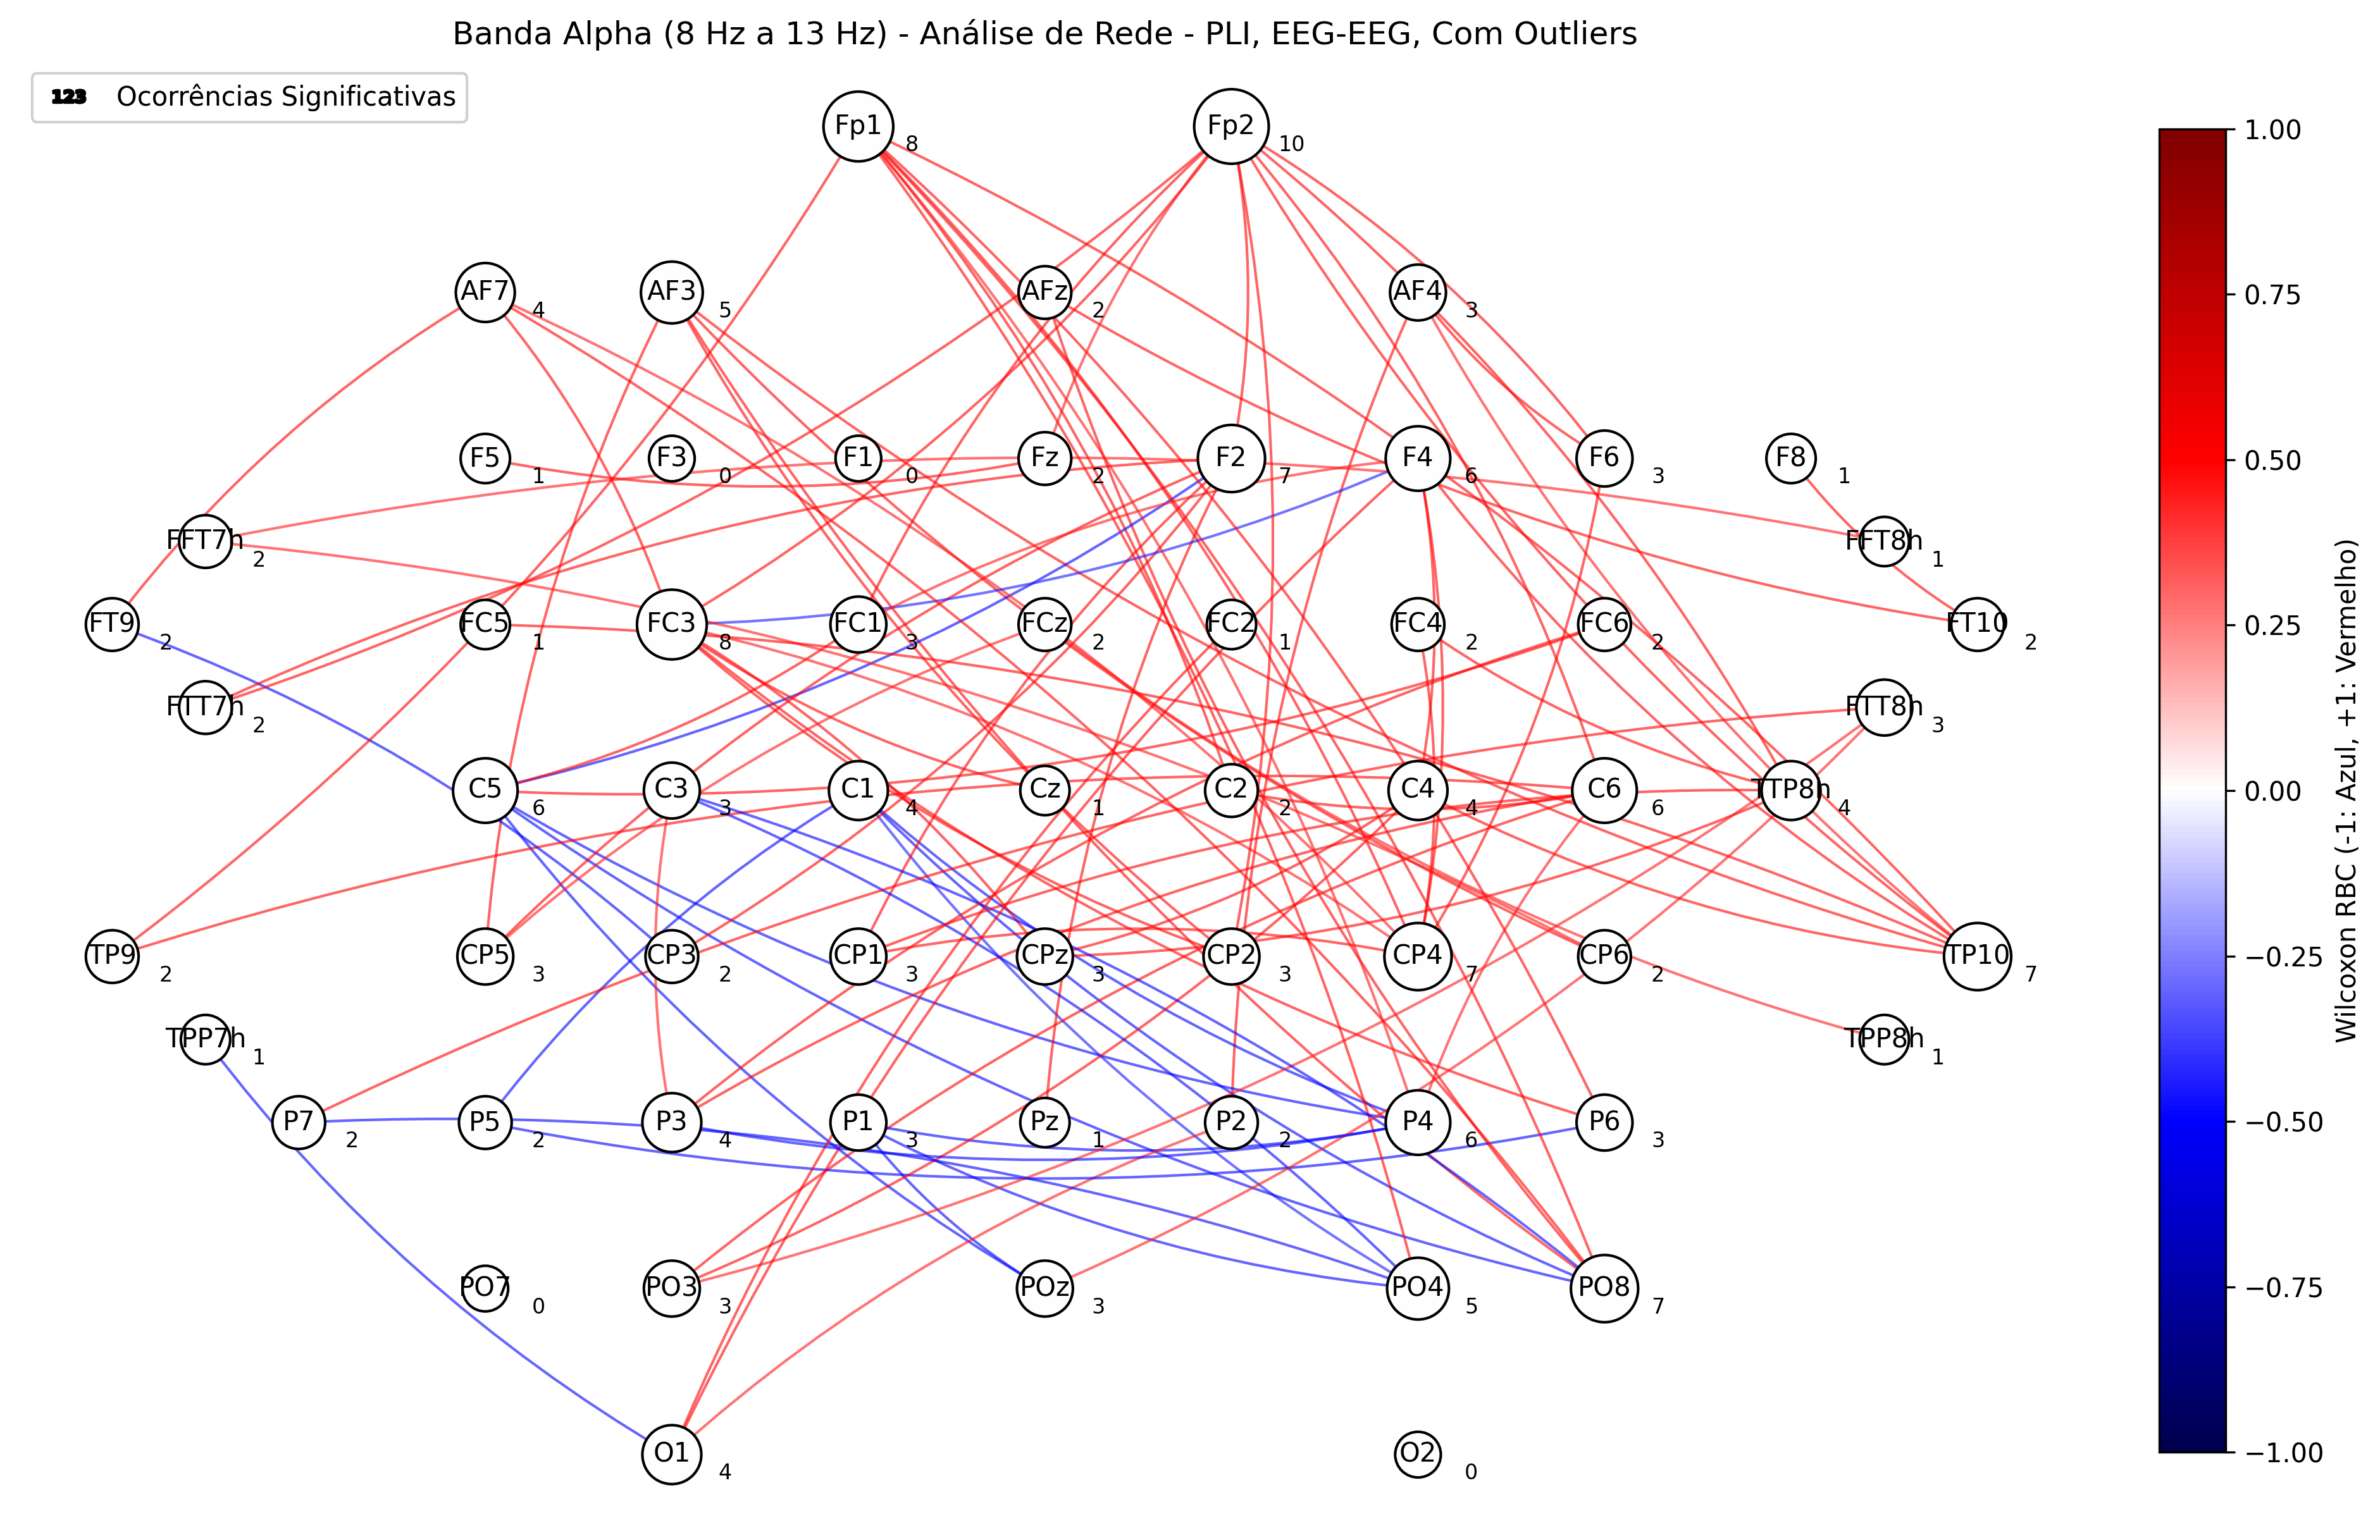 Banda Alpha (8 Hz a 13 Hz) - Análise de Rede - PLI, EEG-EEG, Com Outliers
123 Ocorrências Significativas
Fp1 8 Fp2 10
AF7 4 AF3 5 AFz 2 AF4 3
F5 1 F3 0 F1 0 Fz 2 F2 7 F4 6 F6 3 F8 1
FFT7h 2 FFT8h 1
FT9 2 FC5 1 FC3 8 FC1 3 FCz 2 FC2 1 FC4 2 FC6 2 FT10 2
FTT7h 2 FTT8h 3
C5 6 C3 3 C1 4 Cz 1 C2 2 C4 4 C6 6 TTP8h 4
TP9 2 CP5 3 CP3 2 CP1 3 CPz 3 CP2 3 CP4 7 CP6 2 TP10 7
TPP7h 1 TPP8h 1
P7 2 P5 2 P3 4 P1 3 Pz 1 P2 2 P4 6 P6 3
PO7 0 PO3 3 POz 3 PO4 5 PO8 7
O1 4 O2 0
1.00
0.75
0.50
0.25
0.00
−0.25
−0.50
−0.75
−1.00
Wilcoxon RBC (-1: Azul, +1: Vermelho)